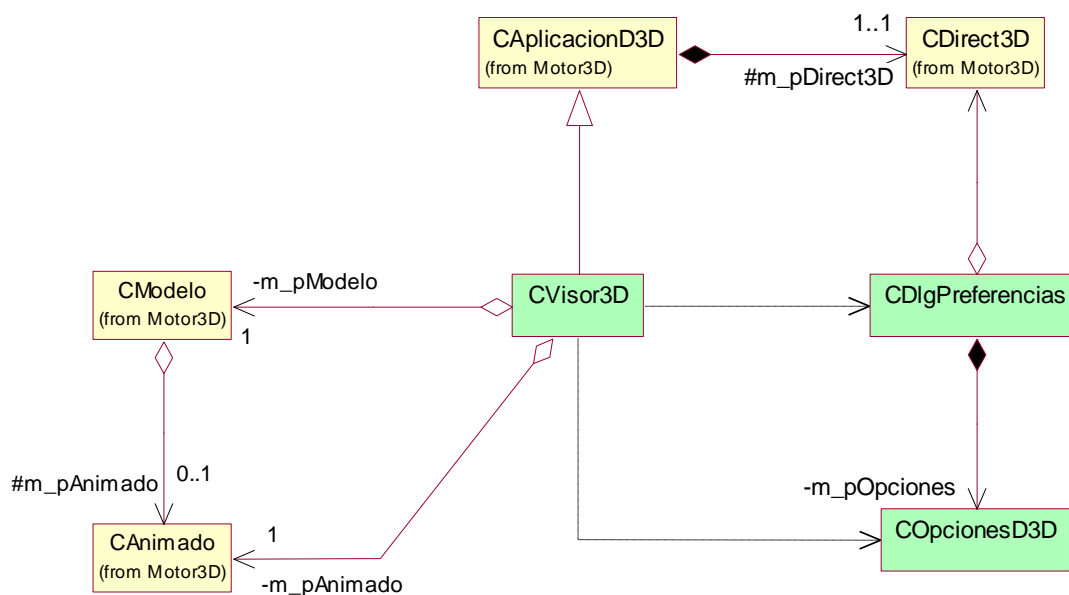 CAplicacionD3D
(from Motor3D)
1..1
#m_pDirect3D
CDirect3D
(from Motor3D)
CModelo
(from Motor3D)
-m_pModelo
1
CVisor3D
CDlgPreferencias
#m_pAnimado
0..1
-m_pOpciones
CAnimado
(from Motor3D)
1
-m_pAnimado
COpcionesD3D